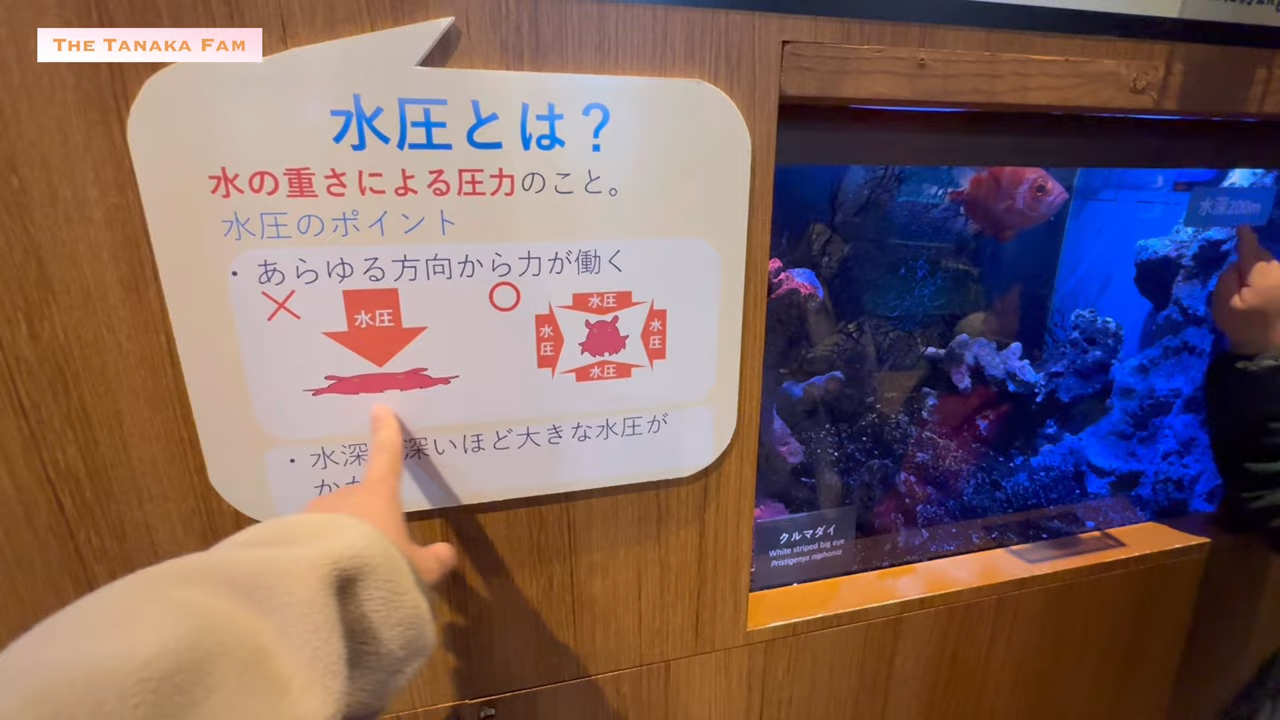 THE TANAKA FAM
水圧とは？
水の重さによる圧力のこと。
水圧のポイント
・あらゆる方向から力が働く
× ○
水圧
水圧
水圧
水圧
水圧
・水深 深いほど大きな水圧が
か
水深200m
クルマダイ
White striped big eye
Pristigenyx niphonia